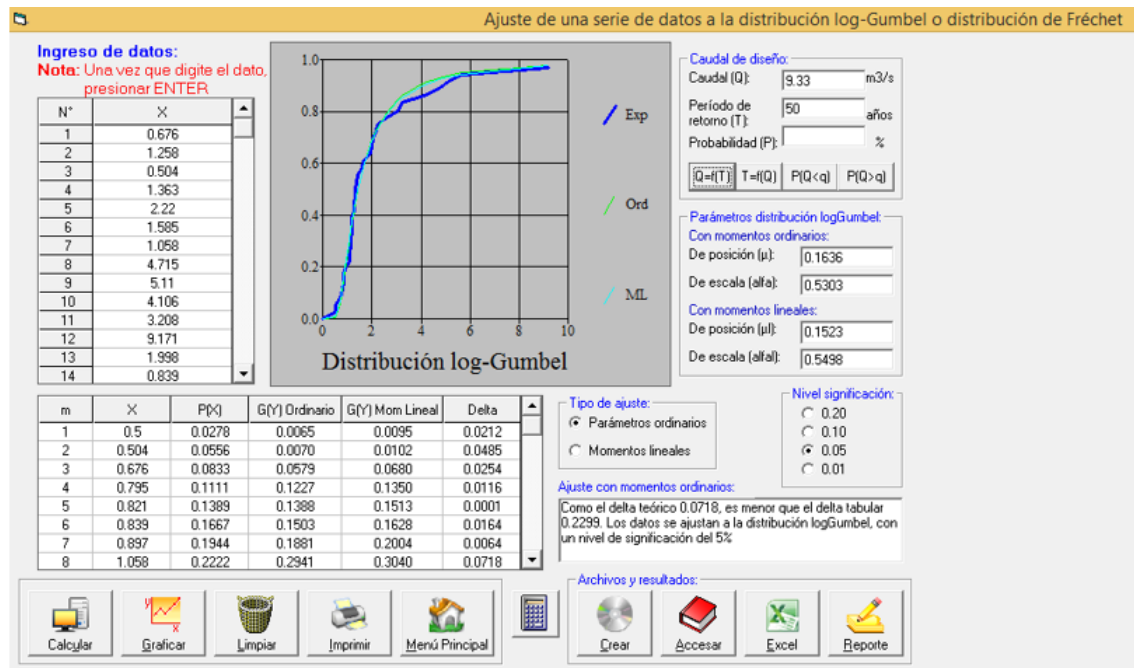 Ajuste de una serie de datos a la distribución log-Gumbel o distribución de Fréchet
Ingreso de datos:
Nota: Una vez que digite el dato,
presionar ENTER
N° X
1 0.676
2 1.258
3 0.504
4 1.363
5 2.22
6 1.585
7 1.058
8 4.715
9 5.11
10 4.106
11 3.208
12 9.171
13 1.998
14 0.839
1.0
0.8
0.6
0.4
0.2
0.0
0 2 4 6 8 10
Exp
Ord
ML
Distribución log-Gumbel
Caudal de diseño:
Caudal (Q): 9.33 m3/s
Período de
retorno (T): 50 años
Probabilidad (P): %
Q=f(T) T=f(Q) P(Q<q) P(Q>q)
Parámetros distribución logGumbel:
Con momentos ordinarios:
De posición (µ): 0.1636
De escala (alfa): 0.5303
Con momentos lineales:
De posición (µl): 0.1523
De escala (alfal): 0.5498
m X P(X) G(Y) Ordinario G(Y) Mom Lineal Delta
1 0.5 0.0278 0.0065 0.0095 0.0212
2 0.504 0.0556 0.0070 0.0102 0.0485
3 0.676 0.0833 0.0579 0.0680 0.0254
4 0.795 0.1111 0.1227 0.1350 0.0116
5 0.821 0.1389 0.1388 0.1513 0.0001
6 0.839 0.1667 0.1503 0.1628 0.0164
7 0.897 0.1944 0.1881 0.2004 0.0064
8 1.058 0.2222 0.2941 0.3040 0.0718
Tipo de ajuste:
Parámetros ordinarios
Momentos lineales
Nivel significación:
0.20
0.10
0.05
0.01
Ajuste con momentos ordinarios:
Como el delta teórico 0.0718, es menor que el delta tabular
0.2299. Los datos se ajustan a la distribución logGumbel, con
un nivel de significación del 5%
Calcular
Graficar
Limpiar
Imprimir
Menú Principal
Archivos y resultados:
Crear
Accesar
Excel
Reporte